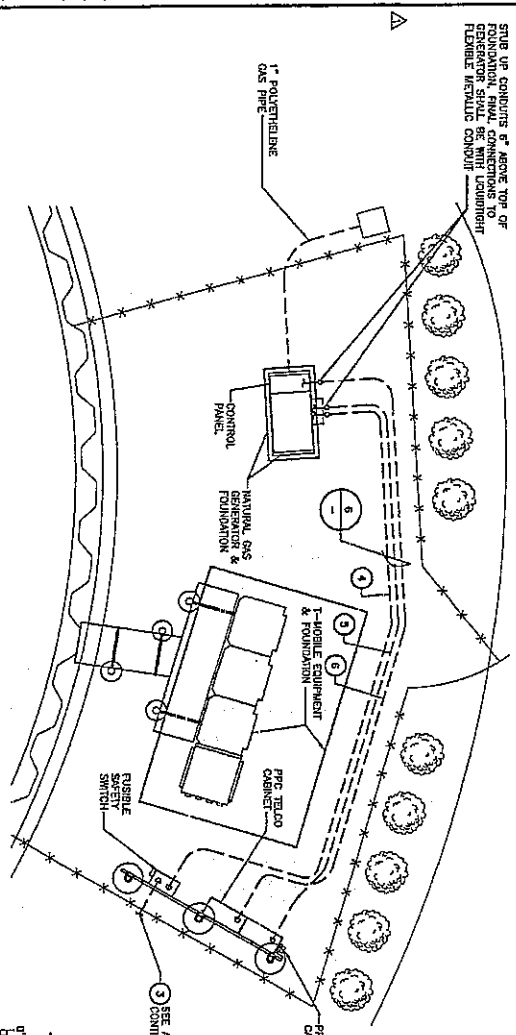 STUB UP CONDUITS 6" ABOVE TOP OF
FOUNDATION, FINAL CONNECTIONS TO
GENERATOR SHALL BE WITH LIQUIDTIGHT
FLEXIBLE METALLIC CONDUIT
1" POLYETHELENE
GAS PIPE
CONTROL
PANEL
NATURAL GAS
GENERATOR &
FOUNDATION
6
4
5
6
T-MOBILE EQUIPMENT
& FOUNDATION
PPC TELCO
CABINET
FUSIBLE
SAFETY
SWITCH
3
SEE